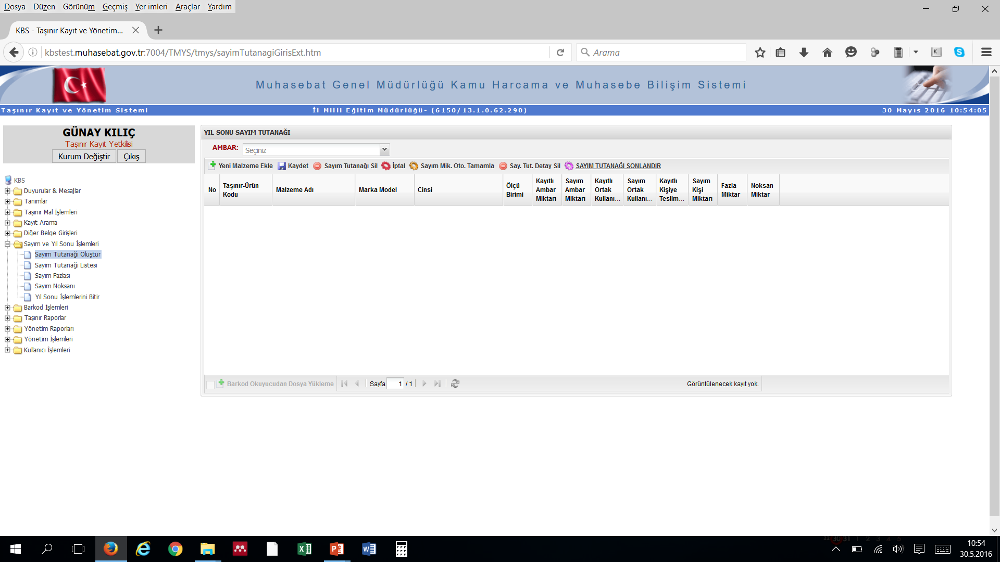 Dosya Düzen Görünüm Geçmiş Yer imleri Araçlar Yardım
KBS - Taşınır Kayıt ve Yönetim...
kbstest.muhasebat.gov.tr:7004/TMYS/tmys/sayimTutanagiGirisExt.htm
Arama
Muhasebat Genel Müdürlüğü Kamu Harcama ve Muhasebe Bilişim Sistemi
Taşınır Kayıt ve Yönetim Sistemi İl Milli Eğitim Müdürlüğü- (6150/13.1.0.62.290) 30 Mayıs 2016 10:54:05
GÜNAY KILIÇ
Taşınır Kayıt Yetkilisi
Kurum Değiştir Çıkış
KBS
Duyurular & Mesajlar
Tanımlar
Taşınır Mal İşlemleri
Kayıt Arama
Diğer Belge Girişleri
Sayım ve Yıl Sonu İşlemleri
Sayım Tutanağı Oluştur
Sayim Tutanağı Listesi
Sayım Fazlası
Sayım Noksanı
Yıl Sonu İşlemlerini Bitir
Barkod İşlemleri
Taşınır Raporlar
Yönetim Raporları
Yönetim İşlemleri
Kullanıcı İşlemleri
YIL SONU SAYIM TUTANAĞI
AMBAR: Seçiniz
Yeni Malzeme Ekle Kaydet Sayım Tutanağı Sil İptal Sayım Mik. Oto. Tamamla Say. Tut. Detay Sil SAYIM TUTANAĞI SONLANDIR
No
Taşınır-Ürün
Kodu
Malzeme Adı
Marka Model
Cinsi
Ölçü
Birimi
Kayıtlı
Ambar
Miktarı
Sayım
Ambar
Miktarı
Kayıtlı
Ortak
Kullanı...
Sayım
Ortak
Kullanı...
Kayıtlı
Kişiye
Teslim...
Sayım
Kişi
Miktarı
Fazla
Miktar
Noksan
Miktar
Barkod Okuyucudan Dosya Yükleme Sayfa 1 / 1 Görüntülenecek kayıt yok.
22 30 31 1 2 3 4 5
10:54
30.5.2016